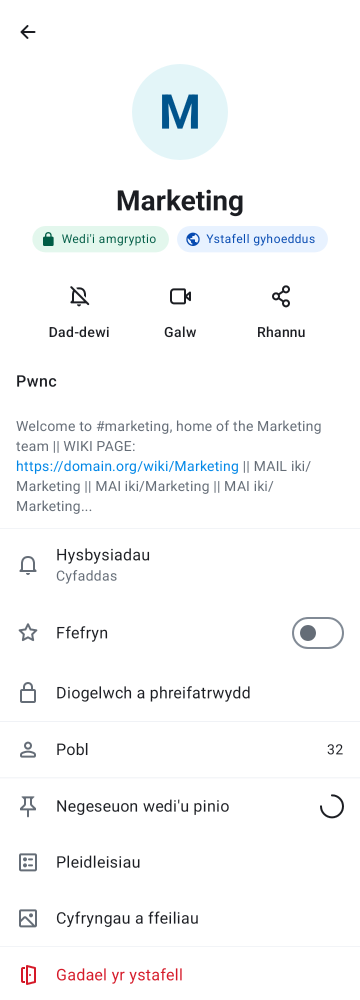 M
Marketing
Wedi'i amgryptio
Ystafell gyhoeddus
Dad-dewi
Galw
Rhannu
Pwnc
Welcome to #marketing, home of the Marketing
team || WIKI PAGE:
https://domain.org/wiki/Marketing || MAIL iki/
Marketing || MAI iki/Marketing || MAI iki/
Marketing...
Hysbysiadau
Cyfaddas
Ffefryn
Diogelwch a phreifatrwydd
Pobl
32
Negeseuon wedi'u pinio
Pleidleisiau
Cyfryngau a ffeiliau
Gadael yr ystafell